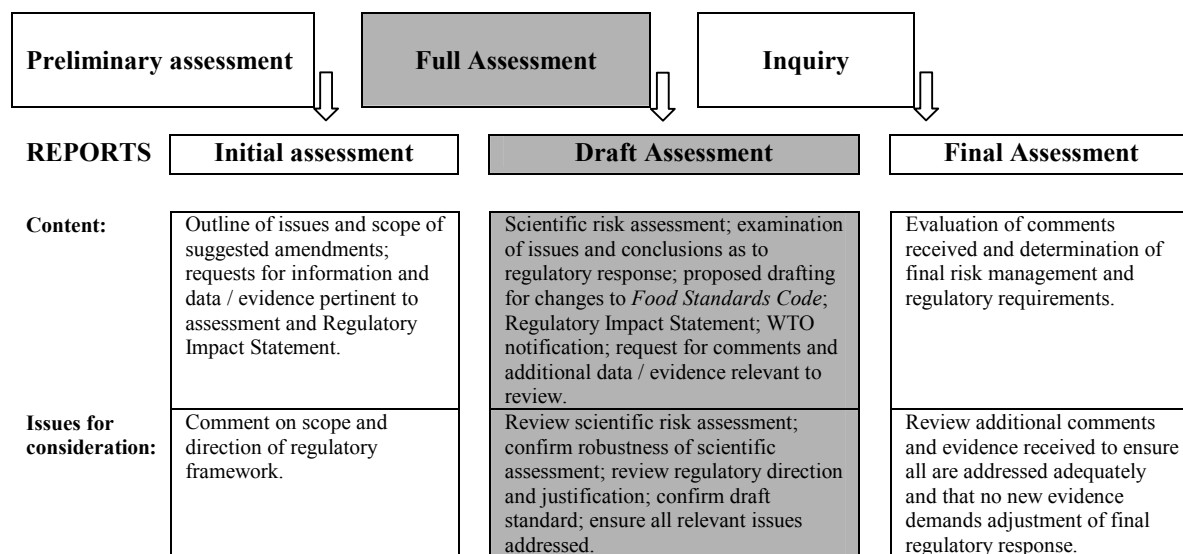 Preliminary assessment
Full Assessment
Inquiry
REPORTS
Initial assessment
Draft Assessment
Final Assessment
Content:
Outline of issues and scope of
suggested amendments;
requests for information and
data / evidence pertinent to
assessment and Regulatory
Impact Statement.
Scientific risk assessment; examination
of issues and conclusions as to
regulatory response; proposed drafting
for changes to Food Standards Code;
Regulatory Impact Statement; WTO
notification; request for comments and
additional data / evidence relevant to
review.
Evaluation of comments
received and determination of
final risk management and
regulatory requirements.
Issues for
consideration:
Comment on scope and
direction of regulatory
framework.
Review scientific risk assessment;
confirm robustness of scientific
assessment; review regulatory direction
and justification; confirm draft
standard; ensure all relevant issues
addressed.
Review additional comments
and evidence received to ensure
all are addressed adequately
and that no new evidence
demands adjustment of final
regulatory response.